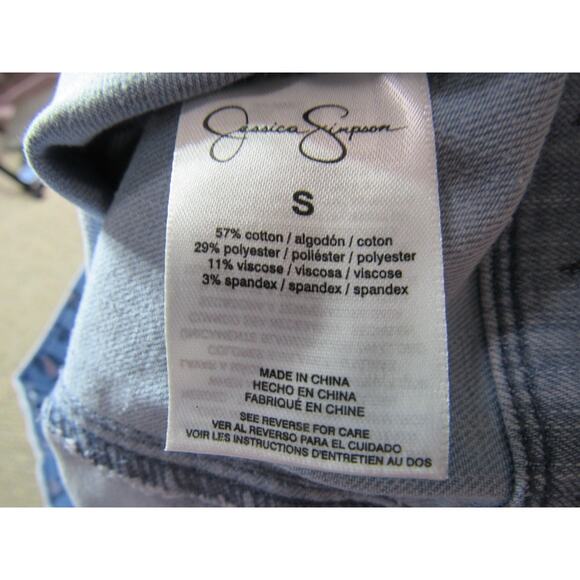 Jessica Simpson
S
57% cotton / algodón / coton
29% polyester / poliéster / polyester
11% viscose / viscosa / viscose
3% spandex / spandex / spandex
MADE IN CHINA
HECHO EN CHINA
FABRIQUÉ EN CHINE
SEE REVERSE FOR CARE
VER AL REVERSO PARA EL CUIDADO
VOIR LES INSTRUCTIONS D'ENTRETIEN AU DOS